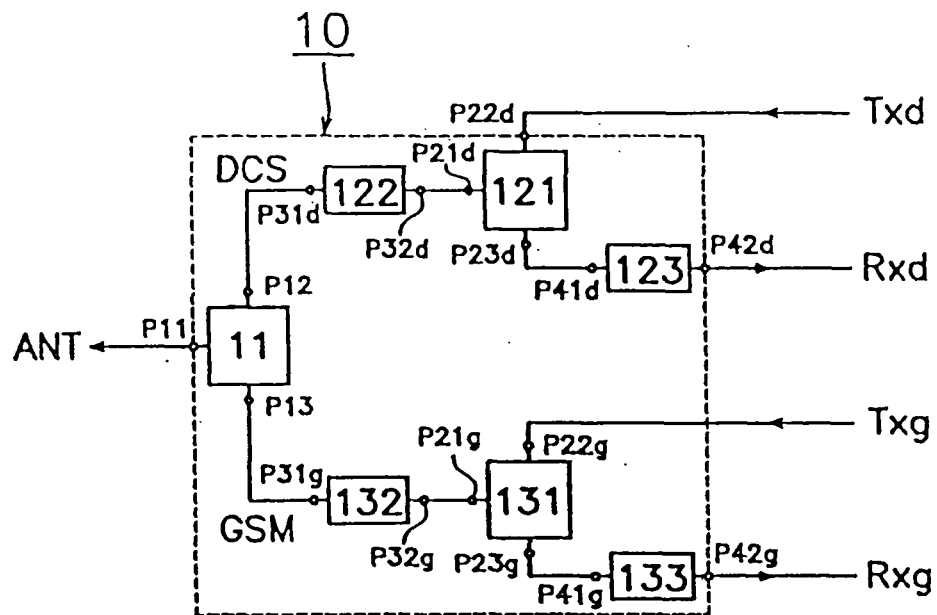 10
P22d
Txd
DCS
P21d
122
121
P31d
P32d
P23d
P42d
123
Rxd
P41d
P12
P11
ANT
11
P13
Txg
P21g
P22g
P31g
132
131
GSM
P32g
P23g
P42g
133
Rxg
P41g